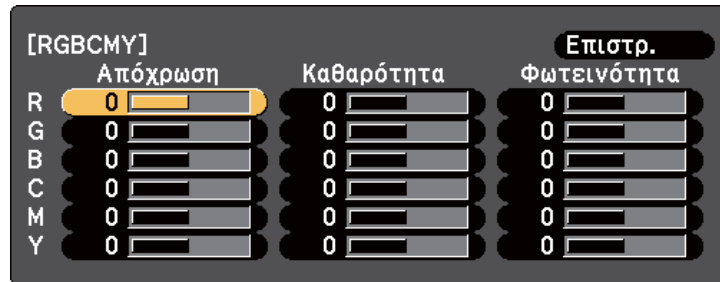 [RGBCMY] Επιστρ.
Απόχρωση Καθαρότητα Φωτεινότητα
R 0 0 0
G 0 0 0
B 0 0 0
C 0 0 0
M 0 0 0
Y 0 0 0